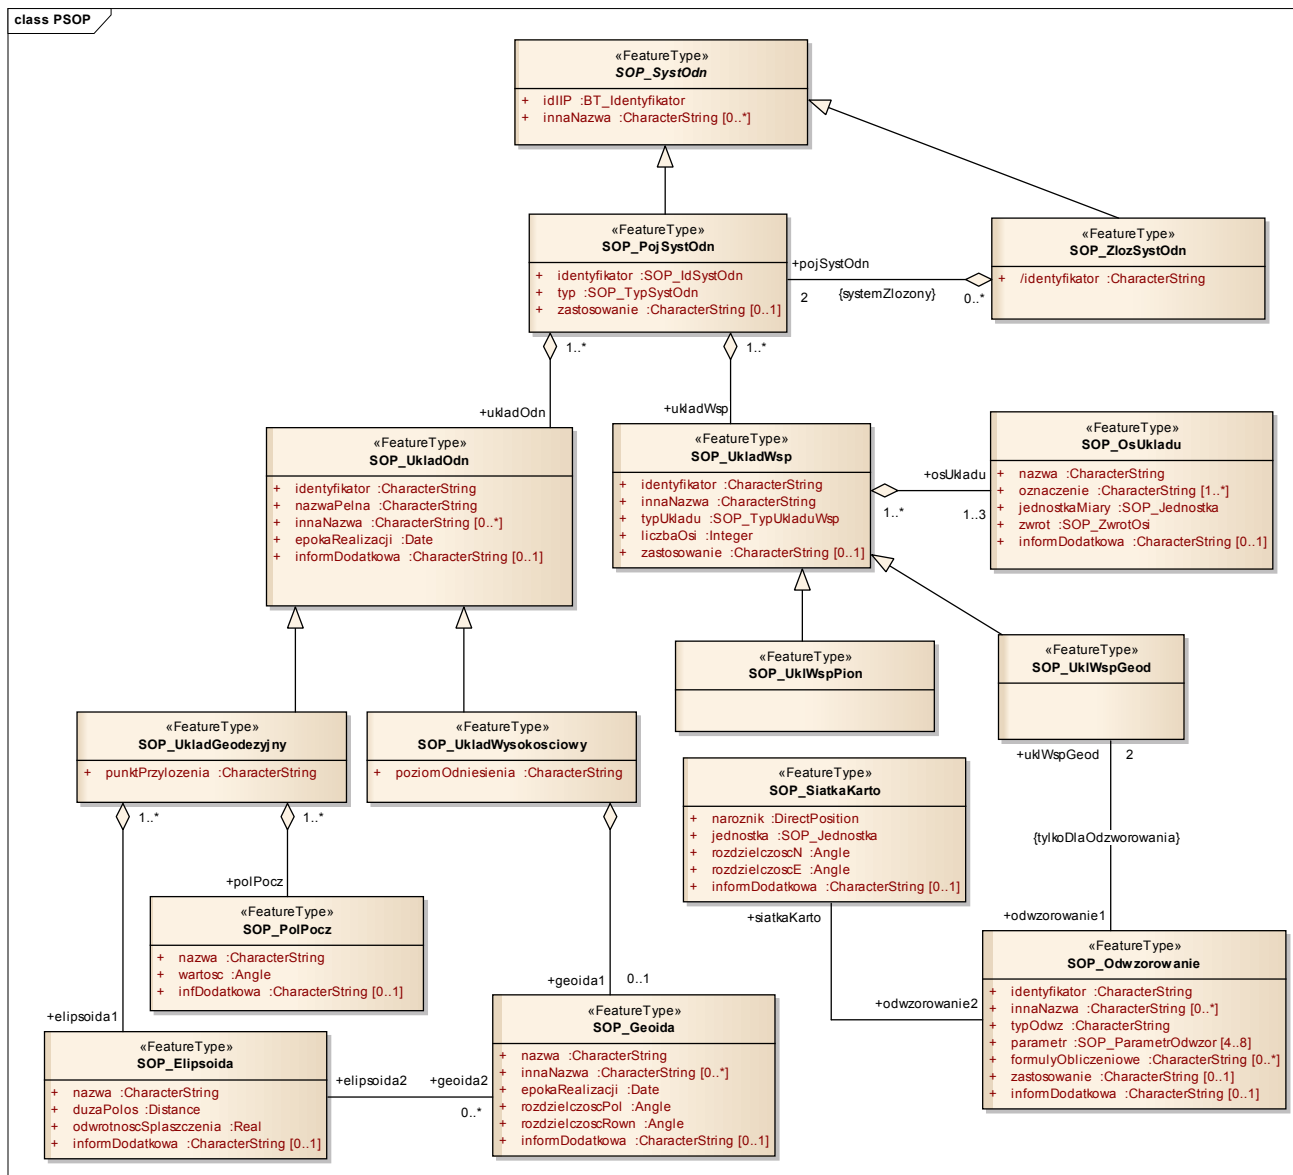 class PSOP
«FeatureType»
SOP_SystOdn
+ idIIP :BT_Identyfikator
+ innaNazwa :CharacterString [0..*]
«FeatureType»
SOP_PojSystOdn
+ identyfikator :SOP_IdSystOdn
+ typ :SOP_TypSystOdn
+ zastosowanie :CharacterString [0..1]
+pojSystOdn
2
{systemZlozony}
0..*
«FeatureType»
SOP_ZlozSystOdn
+ /identyfikator :CharacterString
1..*
1..*
+ukladOdn
+ukladWsp
«FeatureType»
SOP_UkladOdn
+ identyfikator :CharacterString
+ nazwaPelna :CharacterString
+ innaNazwa :CharacterString [0..*]
+ epokaRealizacji :Date
+ informDodatkowa :CharacterString [0..1]
«FeatureType»
SOP_UkladWsp
+ identyfikator :CharacterString
+ innaNazwa :CharacterString
+ typUkladu :SOP_TypUkladuWsp
+ liczbaOsi :Integer
+ zastosowanie :CharacterString [0..1]
+osUkladu
1..*
1..3
«FeatureType»
SOP_OsUkladu
+ nazwa :CharacterString
+ oznaczenie :CharacterString [1..*]
+ jednostkaMiary :SOP_Jednostka
+ zwrot :SOP_ZwrotOsi
+ informDodatkowa :CharacterString [0..1]
«FeatureType»
SOP_UklWspPion
«FeatureType»
SOP_UklWspGeod
+uklWspGeod
2
{tylkoDlaOdzworowania}
+odwzorowanie1
«FeatureType»
SOP_UkladGeodezyjny
+ punktPrzylozenia :CharacterString
«FeatureType»
SOP_UkladWysokosciowy
+ poziomOdniesienia :CharacterString
«FeatureType»
SOP_SiatkaKarto
+ naroznik :DirectPosition
+ jednostka :SOP_Jednostka
+ rozdzielczoscN :Angle
+ rozdzielczoscE :Angle
+ informDodatkowa :CharacterString [0..1]
+siatkaKarto
+odwzorowanie2
1..*
1..*
+polPocz
«FeatureType»
SOP_PolPocz
+ nazwa :CharacterString
+ wartosc :Angle
+ infDodatkowa :CharacterString [0..1]
+geoida1
0..1
+elipsoida1
«FeatureType»
SOP_Elipsoida
+ nazwa :CharacterString
+ duzaPolos :Distance
+ odwrotnoscSplaszczenia :Real
+ informDodatkowa :CharacterString [0..1]
+elipsoida2
+geoida2
0..*
«FeatureType»
SOP_Geoida
+ nazwa :CharacterString
+ innaNazwa :CharacterString [0..*]
+ epokaRealizacji :Date
+ rozdzielczoscPol :Angle
+ rozdzielczoscRown :Angle
+ informDodatkowa :CharacterString [0..1]
«FeatureType»
SOP_Odwzorowanie
+ identyfikator :CharacterString
+ innaNazwa :CharacterString [0..*]
+ typOdwz :CharacterString
+ parametr :SOP_ParametrOdwzor [4..8]
+ formulyObliczeniowe :CharacterString [0..*]
+ zastosowanie :CharacterString [0..1]
+ informDodatkowa :CharacterString [0..1]